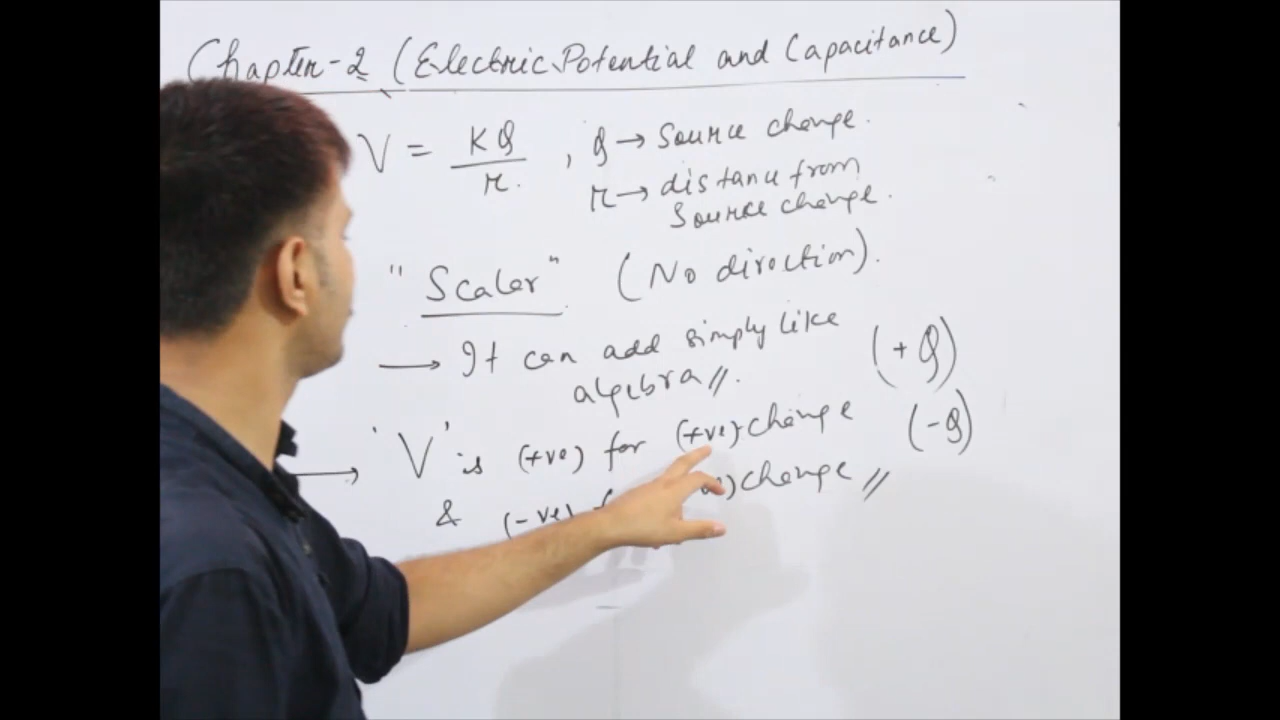 Chapter-2 (Electric Potential and Capacitance)
V = KQ / r. , Q → Source charge.
r → distance from
source charge.
"Scaler" (No direction).
→ It can add simply like
algebra //. (+Q)
→ 'V' is (+ve) for (+ve) charge (-Q)
& (-ve) charge //